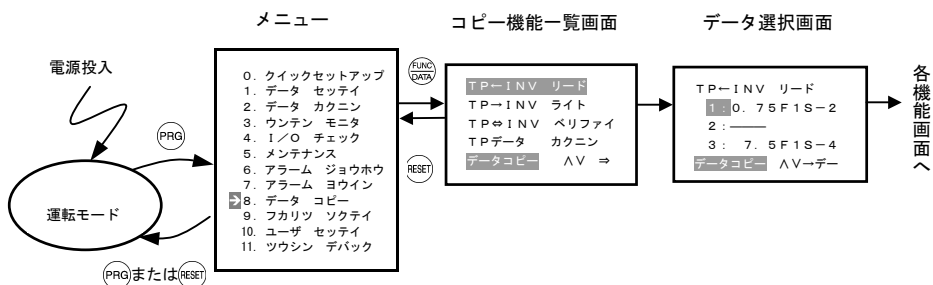 メニュー
コピー機能一覧画面
データ選択画面
電源投入
PRG
運転モード
PRGまたはRESET
0. クイックセットアップ
1. データ セッテイ
2. データ カクニン
3. ウンテン モニタ
4. I/O チェック
5. メンテナンス
6. アラーム ジョウホウ
7. アラーム ヨウイン
→8. データ コピー
9. フカリツ ソクテイ
10. ユーザ セッテイ
11. ツウシン デバック
FUNC
DATA
RESET
TP←INV リード
TP→INV ライト
TP⇔INV ベリファイ
TPデータ カクニン
データコピー ∧∨ ⇒
TP←INV リード
1:0.75F1S-2
2:―――
3: 7.5F1S-4
データコピー ∧∨→デー
各機能画面へ